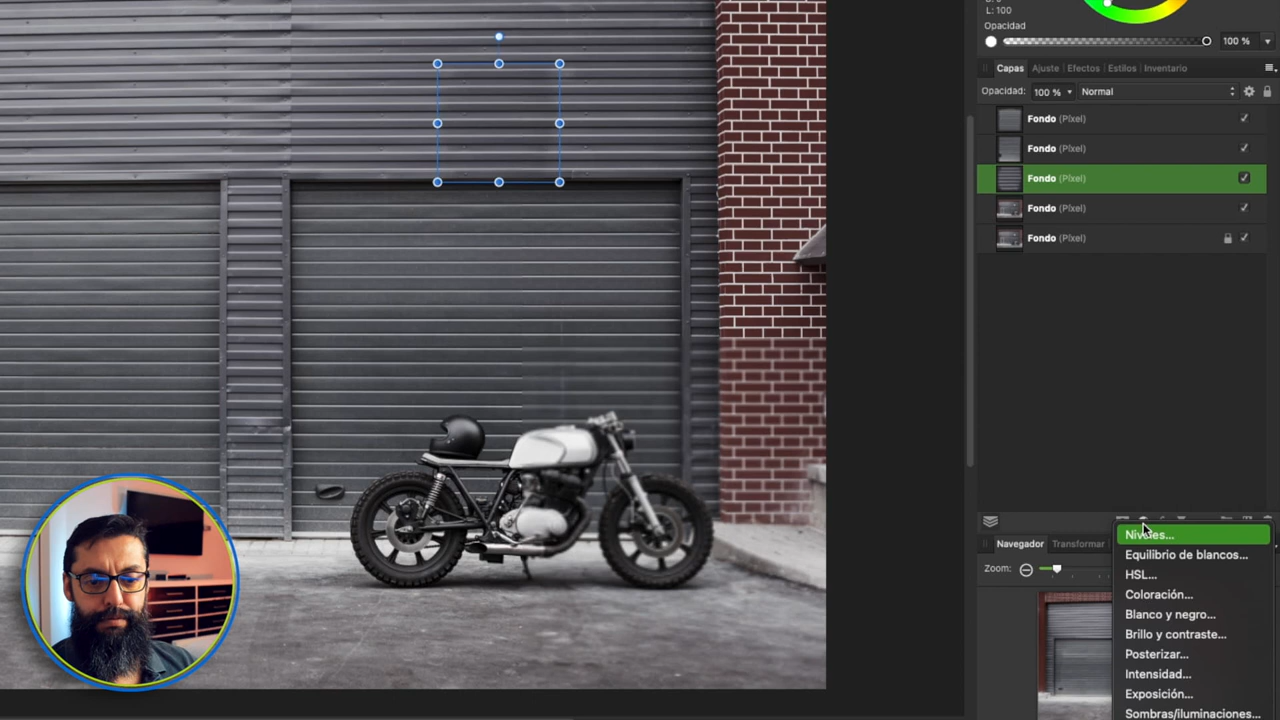 L: 100
Opacidad
100 %
Capas Ajuste Efectos Estilos Inventario
Opacidad: 100 % Normal
Fondo (Píxel)
Fondo (Píxel)
Fondo (Píxel)
Fondo (Píxel)
Fondo (Píxel)
Navegador Transformar
Zoom:
Niveles...
Equilibrio de blancos...
HSL...
Coloración...
Blanco y negro...
Brillo y contraste...
Posterizar...
Intensidad...
Exposición...
Sombras/iluminaciones...